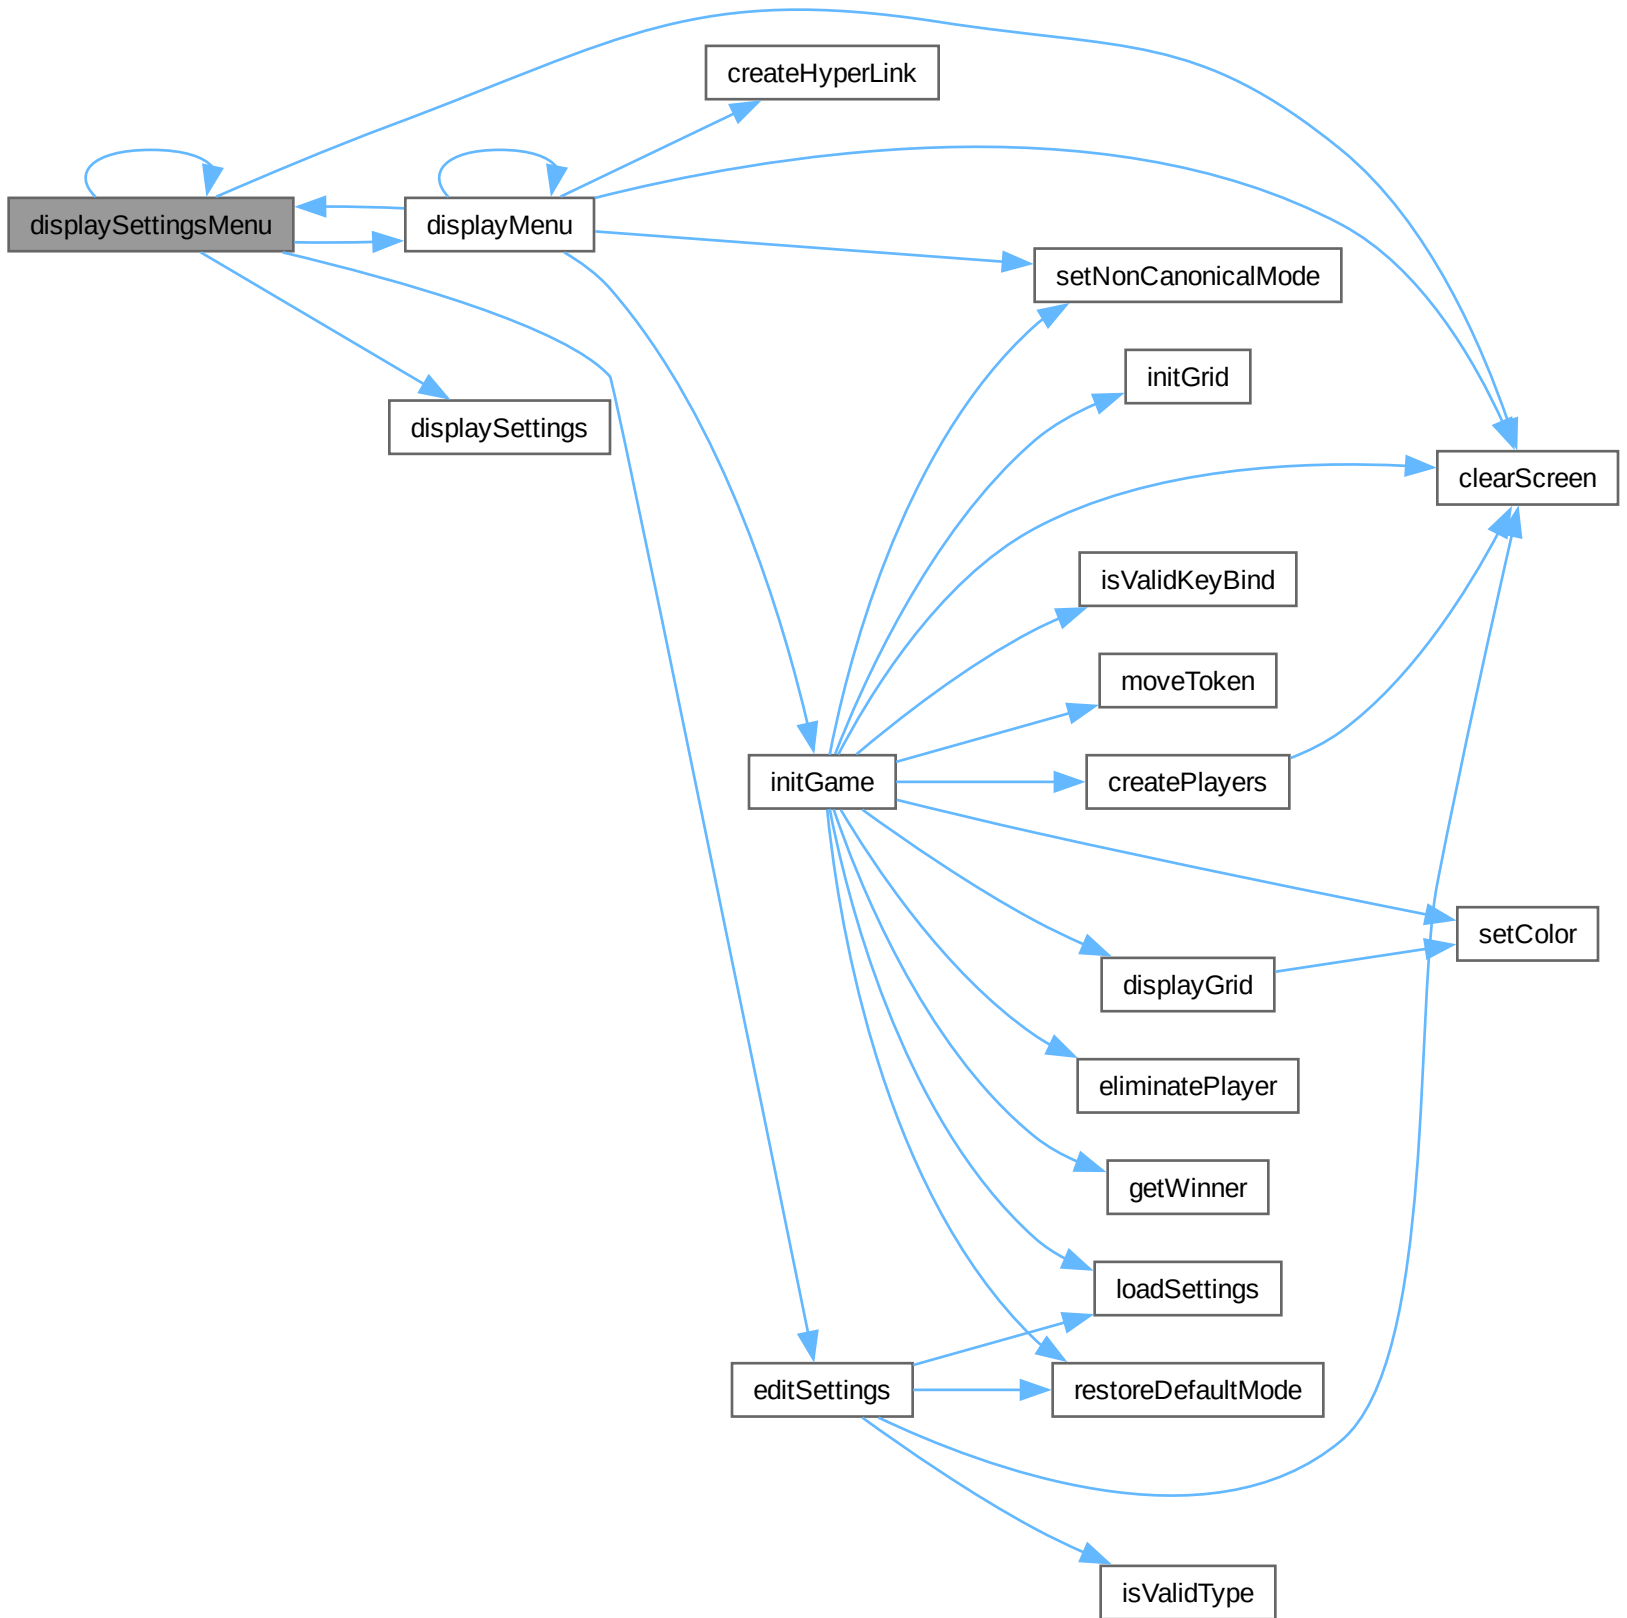 createHyperLink
displaySettingsMenu
displayMenu
setNonCanonicalMode
initGrid
displaySettings
clearScreen
isValidKeyBind
moveToken
initGame
createPlayers
setColor
displayGrid
eliminatePlayer
getWinner
loadSettings
editSettings
restoreDefaultMode
isValidType